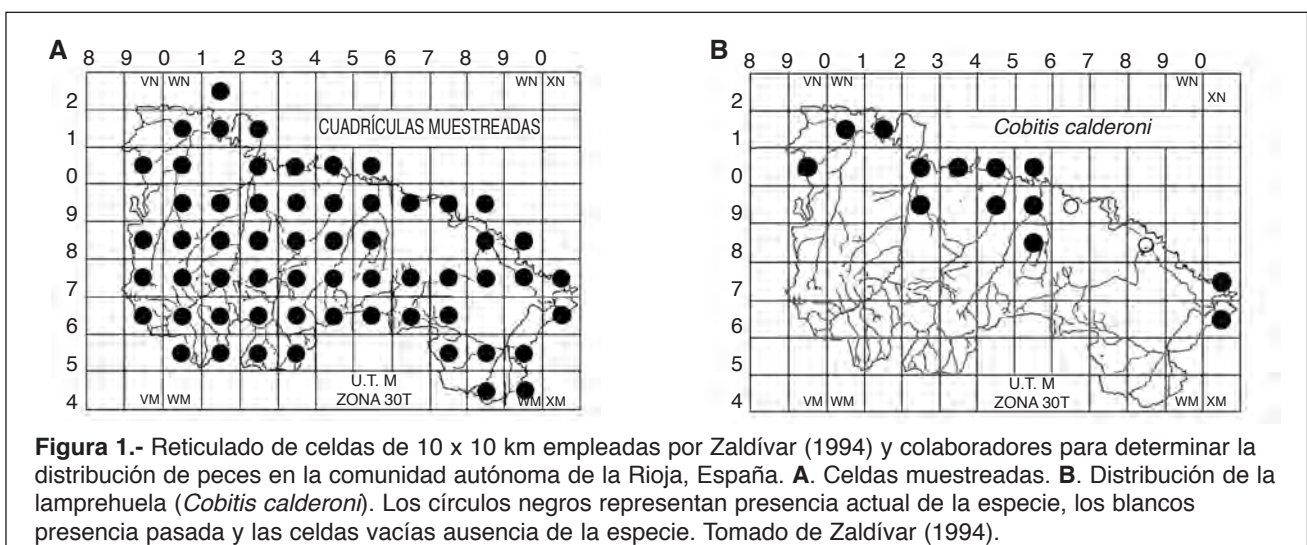 A
8 9 0 1 2 3 4 5 6 7 8 9 0
VN WN WN XN
2
1
0
9
8
7
6
5
4
CUADRÍCULAS MUESTREADAS
U.T. M
ZONA 30T
VM WM WM XM
B
8 9 0 1 2 3 4 5 6 7 8 9 0
VN WN WN
XN
2
1
0
9
8
7
6
5
4
Cobitis calderoni
U.T. M
ZONA 30T
VM WM WM XM
Figura 1.- Reticulado de celdas de 10 x 10 km empleadas por Zaldívar (1994) y colaboradores para determinar la
distribución de peces en la comunidad autónoma de la Rioja, España. A. Celdas muestreadas. B. Distribución de la
lamprehuela (Cobitis calderoni). Los círculos negros representan presencia actual de la especie, los blancos
presencia pasada y las celdas vacías ausencia de la especie. Tomado de Zaldívar (1994).